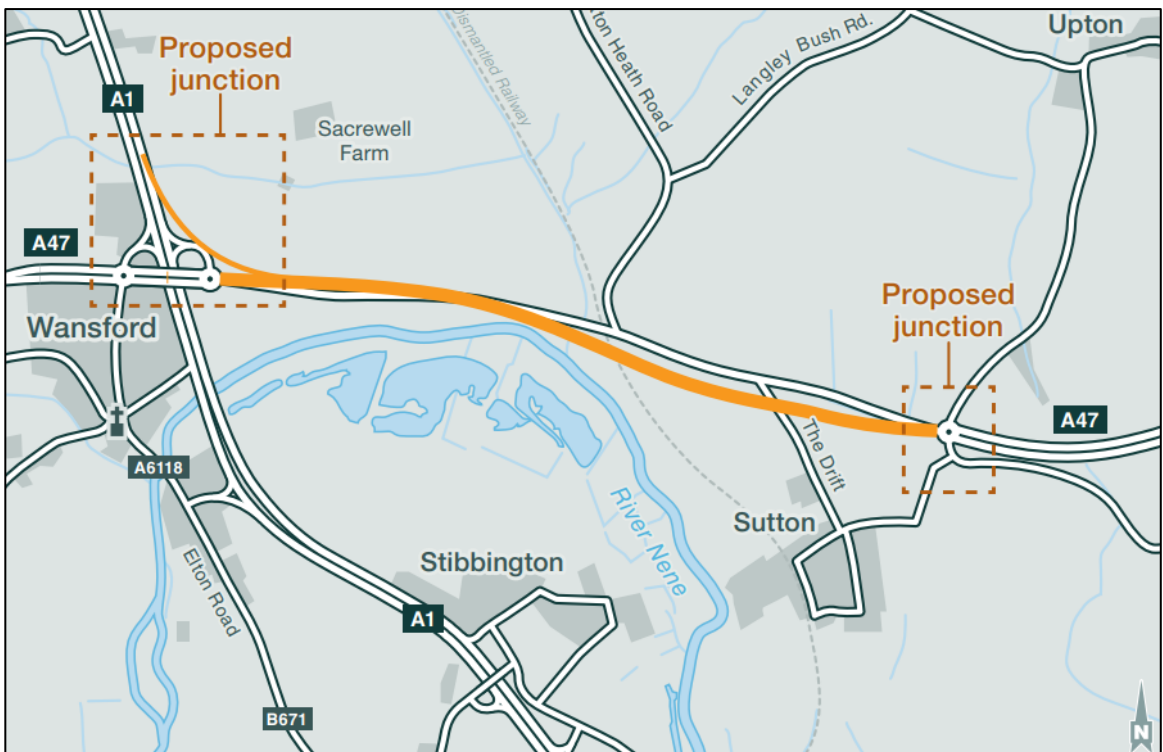 Upton
Proposed
junction
A1
Dismantled Railway
ton Heath Road
Langley Bush Rd.
Sacrewell
Farm
A47
Wansford
Proposed
junction
A47
The Drift
A6118
River Nene
Sutton
Stibbington
Elton Road
A1
B671
N